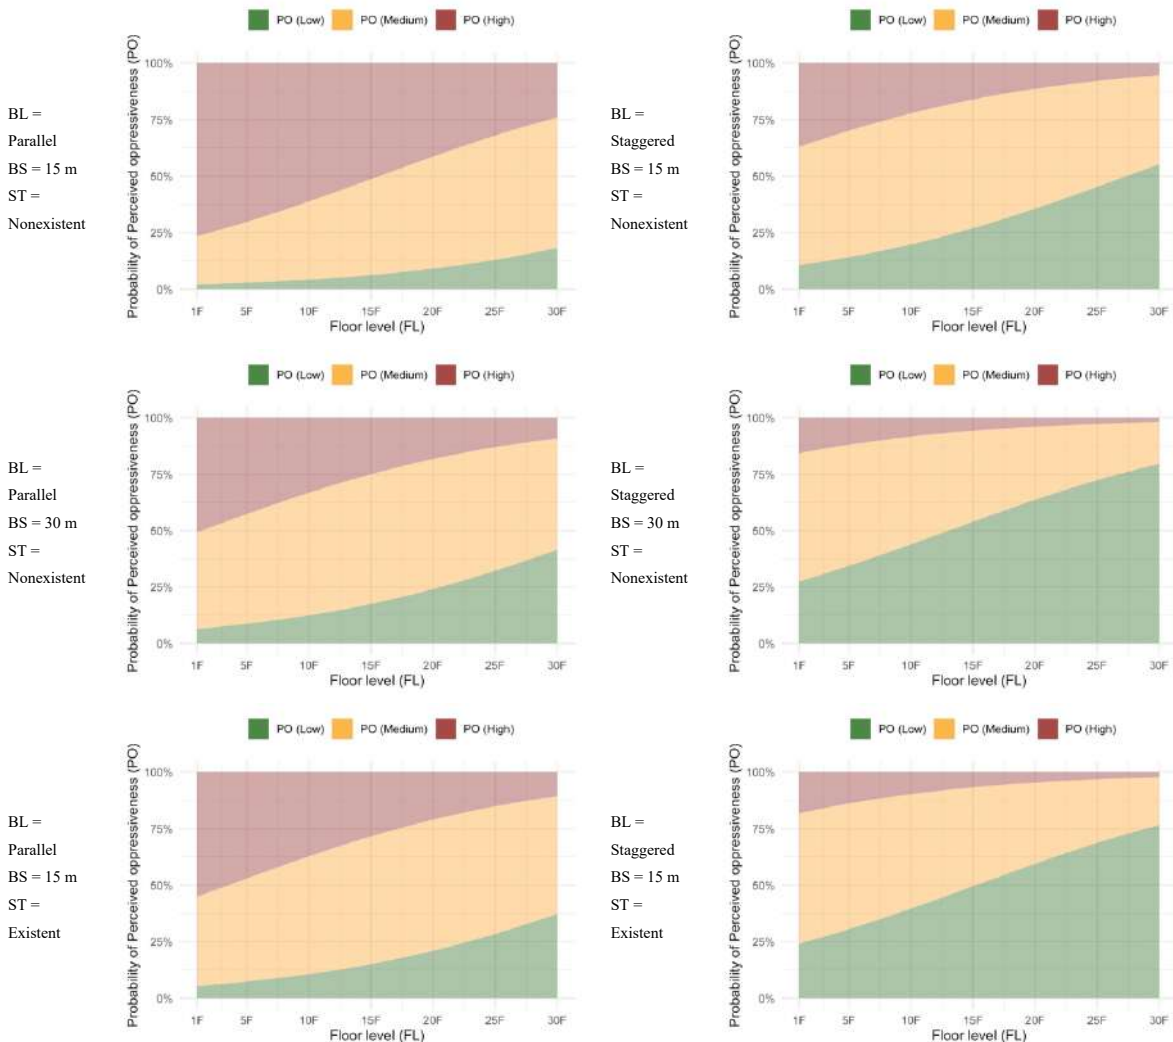 PO (Low) PO (Medium) PO (High)
BL =
Parallel
BS = 15 m
ST =
Nonexistent
Probability of Perceived oppressiveness (PO)
100%
75%
50%
25%
0%
1F 5F 10F 15F 20F 25F 30F
Floor level (FL)
PO (Low) PO (Medium) PO (High)
BL =
Staggered
BS = 15 m
ST =
Nonexistent
Probability of Perceived oppressiveness (PO)
100%
75%
50%
25%
0%
1F 5F 10F 15F 20F 25F 30F
Floor level (FL)
PO (Low) PO (Medium) PO (High)
BL =
Parallel
BS = 30 m
ST =
Nonexistent
Probability of Perceived oppressiveness (PO)
100%
75%
50%
25%
0%
1F 5F 10F 15F 20F 25F 30F
Floor level (FL)
PO (Low) PO (Medium) PO (High)
BL =
Staggered
BS = 30 m
ST =
Nonexistent
Probability of Perceived oppressiveness (PO)
100%
75%
50%
25%
0%
1F 5F 10F 15F 20F 25F 30F
Floor level (FL)
PO (Low) PO (Medium) PO (High)
BL =
Parallel
BS = 15 m
ST =
Existent
Probability of Perceived oppressiveness (PO)
100%
75%
50%
25%
0%
1F 5F 10F 15F 20F 25F 30F
Floor level (FL)
PO (Low) PO (Medium) PO (High)
BL =
Staggered
BS = 15 m
ST =
Existent
Probability of Perceived oppressiveness (PO)
100%
75%
50%
25%
0%
1F 5F 10F 15F 20F 25F 30F
Floor level (FL)